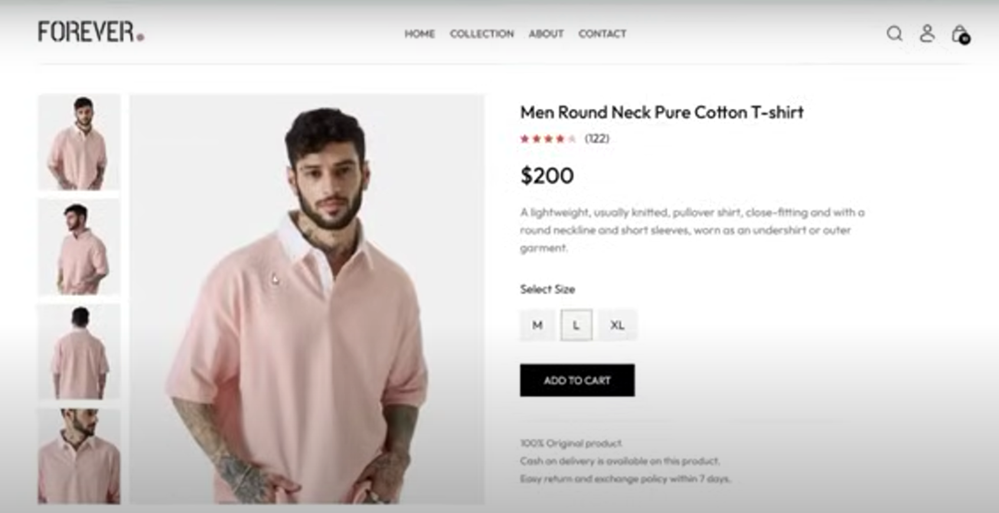 FOREVER.
HOME COLLECTION ABOUT CONTACT
Men Round Neck Pure Cotton T-shirt
(122)
$200
A lightweight, usually knitted, pullover shirt, close-fitting and with a
round neckline and short sleeves, worn as an undershirt or outer
garment.
Select Size
M L XL
ADD TO CART
100% Original product.
Cash on delivery is available on this product.
Easy return and exchange policy within 7 days.